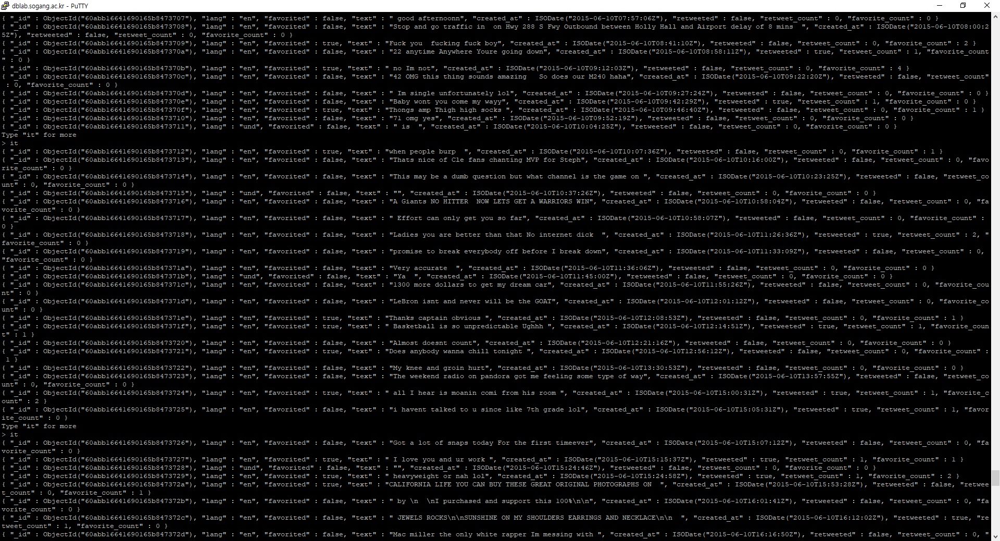 dblab.sogang.ac.kr - PuTTY
{ "_id" : ObjectId("60abb16641690165b8473707"), "lang" : "en", "favorited" : false, "text" : " good afternoonn", "created_at" : ISODate("2015-06-10T07:57:06Z"), "retweeted" : false, "retweet_count" : 0, "favorite_count" : 0 }
{ "_id" : ObjectId("60abb16641690165b8473708"), "lang" : "en", "favorited" : false, "text" : "Stop and go traffic in  on Hwy 288 S Fwy Outbound between Holly Hall and Airport delay of 8 mins  ", "created_at" : ISODate("2015-06-10T08:00:2
5Z"), "retweeted" : false, "retweet_count" : 0, "favorite_count" : 0 }
{ "_id" : ObjectId("60abb16641690165b8473709"), "lang" : "en", "favorited" : true, "text" : "Fuck you  fucking fuck boy", "created_at" : ISODate("2015-06-10T08:41:10Z"), "retweeted" : false, "retweet_count" : 0, "favorite_count" : 2 }
{ "_id" : ObjectId("60abb16641690165b847370a"), "lang" : "en", "favorited" : false, "text" : "22 anytime Anywhere Youre going down", "created_at" : ISODate("2015-06-10T08:58:11Z"), "retweeted" : true, "retweet_count" : 1, "favorite_count
" : 0 }
{ "_id" : ObjectId("60abb16641690165b847370b"), "lang" : "en", "favorited" : true, "text" : " no Im not", "created_at" : ISODate("2015-06-10T09:12:03Z"), "retweeted" : false, "retweet_count" : 0, "favorite_count" : 4 }
{ "_id" : ObjectId("60abb16641690165b847370c"), "lang" : "en", "favorited" : false, "text" : "42 OMG this thing sounds amazing   So does our M240 haha", "created_at" : ISODate("2015-06-10T09:22:20Z"), "retweeted" : false, "retweet_count"
 : 0, "favorite_count" : 0 }
{ "_id" : ObjectId("60abb16641690165b847370d"), "lang" : "en", "favorited" : false, "text" : " Im single unfortunately lol", "created_at" : ISODate("2015-06-10T09:27:24Z"), "retweeted" : false, "retweet_count" : 0, "favorite_count" : 0 }
{ "_id" : ObjectId("60abb16641690165b847370e"), "lang" : "en", "favorited" : false, "text" : "Baby wont you come my wayy", "created_at" : ISODate("2015-06-10T09:42:29Z"), "retweeted" : true, "retweet_count" : 1, "favorite_count" : 0 }
{ "_id" : ObjectId("60abb16641690165b847370f"), "lang" : "en", "favorited" : true, "text" : "Thongs amp Thigh high socks ", "created_at" : ISODate("2015-06-10T09:46:40Z"), "retweeted" : false, "retweet_count" : 0, "favorite_count" : 1 }
{ "_id" : ObjectId("60abb16641690165b8473710"), "lang" : "en", "favorited" : false, "text" : "71 omg yes", "created_at" : ISODate("2015-06-10T09:52:19Z"), "retweeted" : false, "retweet_count" : 0, "favorite_count" : 0 }
{ "_id" : ObjectId("60abb16641690165b8473711"), "lang" : "und", "favorited" : false, "text" : " is  ", "created_at" : ISODate("2015-06-10T10:04:25Z"), "retweeted" : false, "retweet_count" : 0, "favorite_count" : 0 }
Type "it" for more
> it
{ "_id" : ObjectId("60abb16641690165b8473712"), "lang" : "en", "favorited" : true, "text" : "when people burp  ", "created_at" : ISODate("2015-06-10T10:07:36Z"), "retweeted" : false, "retweet_count" : 0, "favorite_count" : 1 }
{ "_id" : ObjectId("60abb16641690165b8473713"), "lang" : "en", "favorited" : false, "text" : "Thats nice of Cle fans chanting MVP for Steph", "created_at" : ISODate("2015-06-10T10:16:00Z"), "retweeted" : false, "retweet_count" : 0, "favo
rite_count" : 0 }
{ "_id" : ObjectId("60abb16641690165b8473714"), "lang" : "en", "favorited" : false, "text" : "This may be a dumb question but what channel is the game on ", "created_at" : ISODate("2015-06-10T10:23:25Z"), "retweeted" : false, "retweet_co
unt" : 0, "favorite_count" : 0 }
{ "_id" : ObjectId("60abb16641690165b8473715"), "lang" : "und", "favorited" : false, "text" : "", "created_at" : ISODate("2015-06-10T10:37:26Z"), "retweeted" : false, "retweet_count" : 0, "favorite_count" : 0 }
{ "_id" : ObjectId("60abb16641690165b8473716"), "lang" : "en", "favorited" : false, "text" : "A Giants NO HITTER  NOW LETS GET A WARRIORS WIN", "created_at" : ISODate("2015-06-10T10:58:04Z"), "retweeted" : false, "retweet_count" : 0, "fa
vorite_count" : 0 }
{ "_id" : ObjectId("60abb16641690165b8473717"), "lang" : "en", "favorited" : false, "text" : " Effort can only get you so far", "created_at" : ISODate("2015-06-10T10:58:07Z"), "retweeted" : false, "retweet_count" : 0, "favorite_count" :
0 }
{ "_id" : ObjectId("60abb16641690165b8473718"), "lang" : "en", "favorited" : false, "text" : "Ladies you are better than that No internet dick  ", "created_at" : ISODate("2015-06-10T11:26:36Z"), "retweeted" : true, "retweet_count" : 2, "
favorite_count" : 0 }
{ "_id" : ObjectId("60abb16641690165b8473719"), "lang" : "en", "favorited" : false, "text" : "promise to break everybody off before I break down", "created_at" : ISODate("2015-06-10T11:33:09Z"), "retweeted" : false, "retweet_count" : 0,
"favorite_count" : 0 }
{ "_id" : ObjectId("60abb16641690165b847371a"), "lang" : "en", "favorited" : false, "text" : "Very accurate  ", "created_at" : ISODate("2015-06-10T11:36:06Z"), "retweeted" : false, "retweet_count" : 0, "favorite_count" : 0 }
{ "_id" : ObjectId("60abb16641690165b847371b"), "lang" : "und", "favorited" : false, "text" : "Ya  ", "created_at" : ISODate("2015-06-10T11:45:00Z"), "retweeted" : false, "retweet_count" : 0, "favorite_count" : 0 }
{ "_id" : ObjectId("60abb16641690165b847371c"), "lang" : "en", "favorited" : false, "text" : "1300 more dollars to get my dream car", "created_at" : ISODate("2015-06-10T11:55:26Z"), "retweeted" : false, "retweet_count" : 0, "favorite_cou
nt" : 0 }
{ "_id" : ObjectId("60abb16641690165b847371d"), "lang" : "en", "favorited" : false, "text" : "LeBron isnt and never will be the GOAT", "created_at" : ISODate("2015-06-10T12:01:12Z"), "retweeted" : false, "retweet_count" : 0, "favorite_co
unt" : 0 }
{ "_id" : ObjectId("60abb16641690165b847371e"), "lang" : "en", "favorited" : true, "text" : "Thanks captain obvious ", "created_at" : ISODate("2015-06-10T12:08:53Z"), "retweeted" : false, "retweet_count" : 0, "favorite_count" : 1 }
{ "_id" : ObjectId("60abb16641690165b847371f"), "lang" : "en", "favorited" : true, "text" : " Basketball is so unpredictable Ughhh ", "created_at" : ISODate("2015-06-10T12:14:51Z"), "retweeted" : true, "retweet_count" : 1, "favorite_coun
t" : 1 }
{ "_id" : ObjectId("60abb16641690165b8473720"), "lang" : "en", "favorited" : false, "text" : "Almost doesnt count", "created_at" : ISODate("2015-06-10T12:21:16Z"), "retweeted" : false, "retweet_count" : 0, "favorite_count" : 0 }
{ "_id" : ObjectId("60abb16641690165b8473721"), "lang" : "en", "favorited" : true, "text" : "Does anybody wanna chill tonight ", "created_at" : ISODate("2015-06-10T12:56:12Z"), "retweeted" : false, "retweet_count" : 0, "favorite_count" :
 1 }
{ "_id" : ObjectId("60abb16641690165b8473722"), "lang" : "en", "favorited" : false, "text" : "My knee and groin hurt", "created_at" : ISODate("2015-06-10T13:30:53Z"), "retweeted" : false, "retweet_count" : 0, "favorite_count" : 0 }
{ "_id" : ObjectId("60abb16641690165b8473723"), "lang" : "en", "favorited" : false, "text" : "The weekend radio on pandora got me feeling some type of way", "created_at" : ISODate("2015-06-10T13:57:55Z"), "retweeted" : false, "retweet_co
unt" : 0, "favorite_count" : 0 }
{ "_id" : ObjectId("60abb16641690165b8473724"), "lang" : "en", "favorited" : true, "text" : " all I hear is moanin comi from his room ", "created_at" : ISODate("2015-06-10T15:00:31Z"), "retweeted" : true, "retweet_count" : 1, "favorite_c
ount" : 2 }
{ "_id" : ObjectId("60abb16641690165b8473725"), "lang" : "en", "favorited" : false, "text" : "i havent talked to u since like 7th grade lol", "created_at" : ISODate("2015-06-10T15:05:31Z"), "retweeted" : true, "retweet_count" : 1, "favor
ite_count" : 0 }
Type "it" for more
> it
{ "_id" : ObjectId("60abb16641690165b8473726"), "lang" : "en", "favorited" : false, "text" : "Got a lot of snaps today For the first timeever", "created_at" : ISODate("2015-06-10T15:07:12Z"), "retweeted" : false, "retweet_count" : 0, "fa
vorite_count" : 0 }
{ "_id" : ObjectId("60abb16641690165b8473727"), "lang" : "en", "favorited" : true, "text" : " I love you and ur work ", "created_at" : ISODate("2015-06-10T15:15:37Z"), "retweeted" : true, "retweet_count" : 1, "favorite_count" : 1 }
{ "_id" : ObjectId("60abb16641690165b8473728"), "lang" : "und", "favorited" : false, "text" : "", "created_at" : ISODate("2015-06-10T15:24:46Z"), "retweeted" : false, "retweet_count" : 0, "favorite_count" : 0 }
{ "_id" : ObjectId("60abb16641690165b8473729"), "lang" : "en", "favorited" : true, "text" : " heavyweight or nah lol", "created_at" : ISODate("2015-06-10T15:24:58Z"), "retweeted" : true, "retweet_count" : 1, "favorite_count" : 2 }
{ "_id" : ObjectId("60abb16641690165b847372a"), "lang" : "en", "favorited" : true, "text" : "CALIFORNIA LIFE YOU CAN BUY THESE GREAT ORIGINAL PHOTOGRAPHS ON  ", "created_at" : ISODate("2015-06-10T15:53:28Z"), "retweeted" : false, "retwee
t_count" : 0, "favorite_count" : 1 }
{ "_id" : ObjectId("60abb16641690165b847372b"), "lang" : "en", "favorited" : false, "text" : " by \n  \nI purchased and support this 100%\n\n", "created_at" : ISODate("2015-06-10T16:01:41Z"), "retweeted" : false, "retweet_count" : 0, "fa
vorite_count" : 0 }
{ "_id" : ObjectId("60abb16641690165b847372c"), "lang" : "en", "favorited" : false, "text" : " JEWELS ROCKS\n\nSUNSHINE ON MY SHOULDERS EARRINGS AND NECKLACE\n\n  ", "created_at" : ISODate("2015-06-10T16:12:02Z"), "retweeted" : true, "re
tweet_count" : 1, "favorite_count" : 0 }
{ "_id" : ObjectId("60abb16641690165b847372d"), "lang" : "en", "favorited" : false, "text" : "Mac miller the only white rapper Im messing with ", "created_at" : ISODate("2015-06-10T16:16:50Z"), "retweeted" : false, "retweet_count" : 0, "